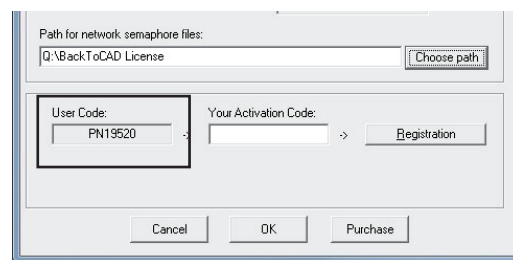 Path for network semaphore files:
Q:\BackToCAD License
Choose path
User Code:
Your Activation Code:
PN19520
->
->
Registration
Cancel
OK
Purchase